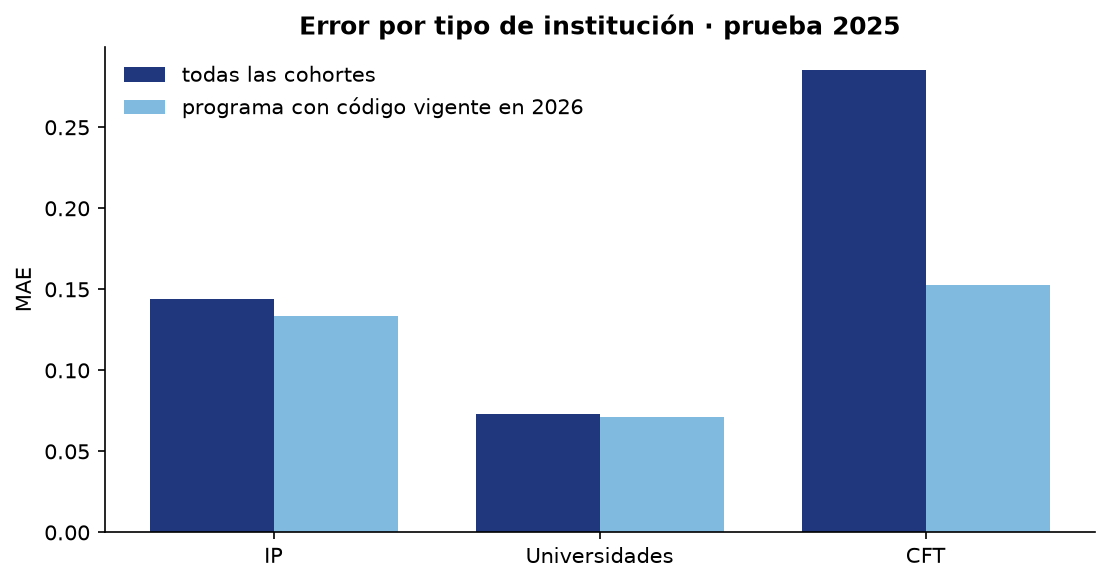 Error por tipo de institución · prueba 2025
todas las cohortes
programa con código vigente en 2026
MAE
0.25
0.20
0.15
0.10
0.05
0.00
IP
Universidades
CFT